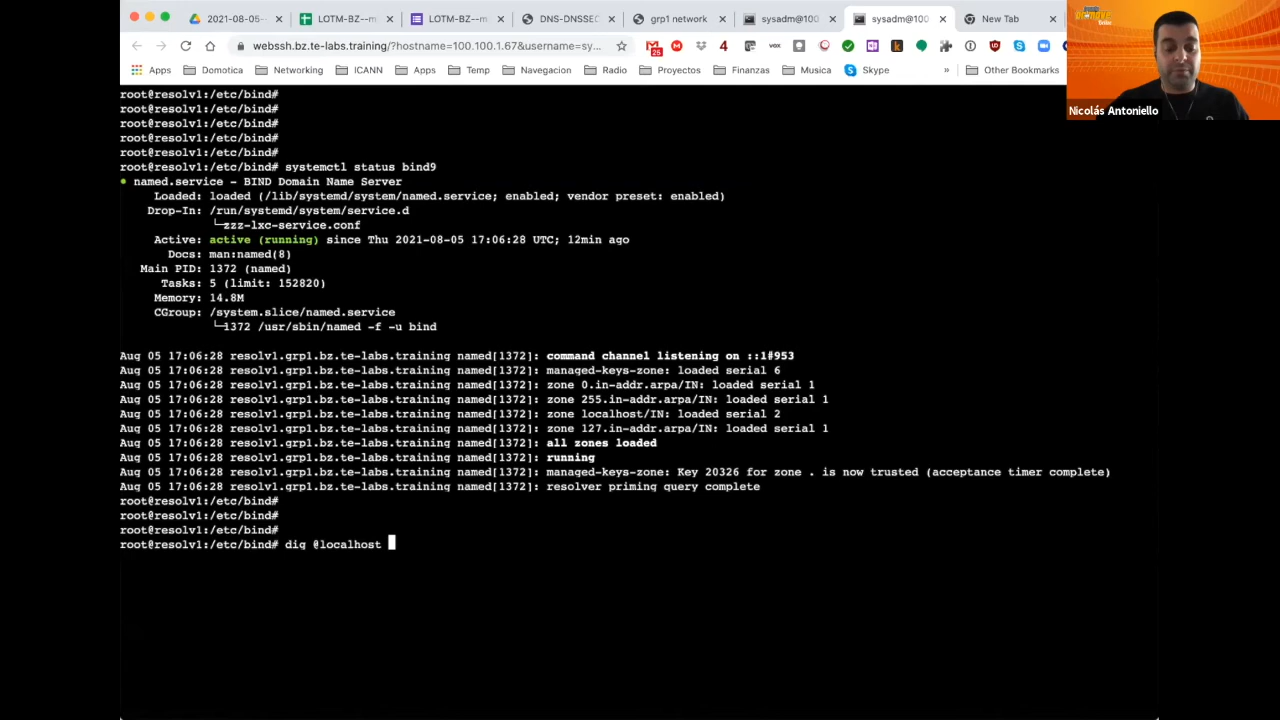 2021-08-05-
LOTM-BZ--m
LOTM-BZ--m
DNS-DNSSEC
grp1 network
sysadm@100
sysadm@100
New Tab
webssh.bz.te-labs.training/?hostname=100.100.1.67&username=sy...
Apps
Domotica
Networking
ICANN
Apps
Temp
Navegacion
Radio
Proyectos
Finanzas
Musica
Skype
»
Other Bookmarks
Nicolás Antoniello
root@resolv1:/etc/bind#
root@resolv1:/etc/bind#
root@resolv1:/etc/bind#
root@resolv1:/etc/bind#
root@resolv1:/etc/bind#
root@resolv1:/etc/bind# systemctl status bind9
● named.service - BIND Domain Name Server
Loaded: loaded (/lib/systemd/system/named.service; enabled; vendor preset: enabled)
Drop-In: /run/systemd/system/service.d
└─zzz-lxc-service.conf
Active: active (running) since Thu 2021-08-05 17:06:28 UTC; 12min ago
Docs: man:named(8)
Main PID: 1372 (named)
Tasks: 5 (limit: 152820)
Memory: 14.8M
CGroup: /system.slice/named.service
└─1372 /usr/sbin/named -f -u bind
Aug 05 17:06:28 resolv1.grp1.bz.te-labs.training named[1372]: command channel listening on ::1#953
Aug 05 17:06:28 resolv1.grp1.bz.te-labs.training named[1372]: managed-keys-zone: loaded serial 6
Aug 05 17:06:28 resolv1.grp1.bz.te-labs.training named[1372]: zone 0.in-addr.arpa/IN: loaded serial 1
Aug 05 17:06:28 resolv1.grp1.bz.te-labs.training named[1372]: zone 255.in-addr.arpa/IN: loaded serial 1
Aug 05 17:06:28 resolv1.grp1.bz.te-labs.training named[1372]: zone localhost/IN: loaded serial 2
Aug 05 17:06:28 resolv1.grp1.bz.te-labs.training named[1372]: zone 127.in-addr.arpa/IN: loaded serial 1
Aug 05 17:06:28 resolv1.grp1.bz.te-labs.training named[1372]: all zones loaded
Aug 05 17:06:28 resolv1.grp1.bz.te-labs.training named[1372]: running
Aug 05 17:06:28 resolv1.grp1.bz.te-labs.training named[1372]: managed-keys-zone: Key 20326 for zone . is now trusted (acceptance timer complete)
Aug 05 17:06:28 resolv1.grp1.bz.te-labs.training named[1372]: resolver priming query complete
root@resolv1:/etc/bind#
root@resolv1:/etc/bind#
root@resolv1:/etc/bind#
root@resolv1:/etc/bind# dig @localhost